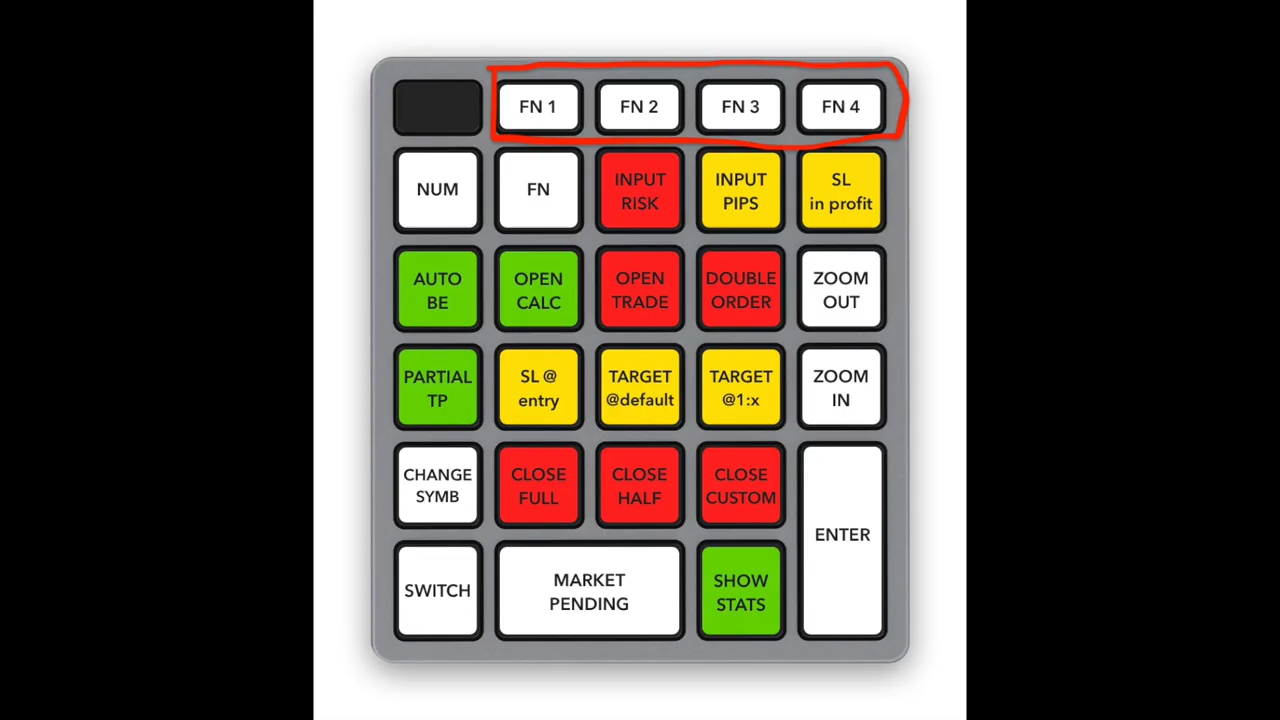 FN 1
FN 2
FN 3
FN 4
NUM
FN
INPUT
RISK
INPUT
PIPS
SL
in profit
AUTO
BE
OPEN
CALC
OPEN
TRADE
DOUBLE
ORDER
ZOOM
OUT
PARTIAL
TP
SL @
entry
TARGET
@default
TARGET
@1:x
ZOOM
IN
CHANGE
SYMB
CLOSE
FULL
CLOSE
HALF
CLOSE
CUSTOM
ENTER
SWITCH
MARKET
PENDING
SHOW
STATS